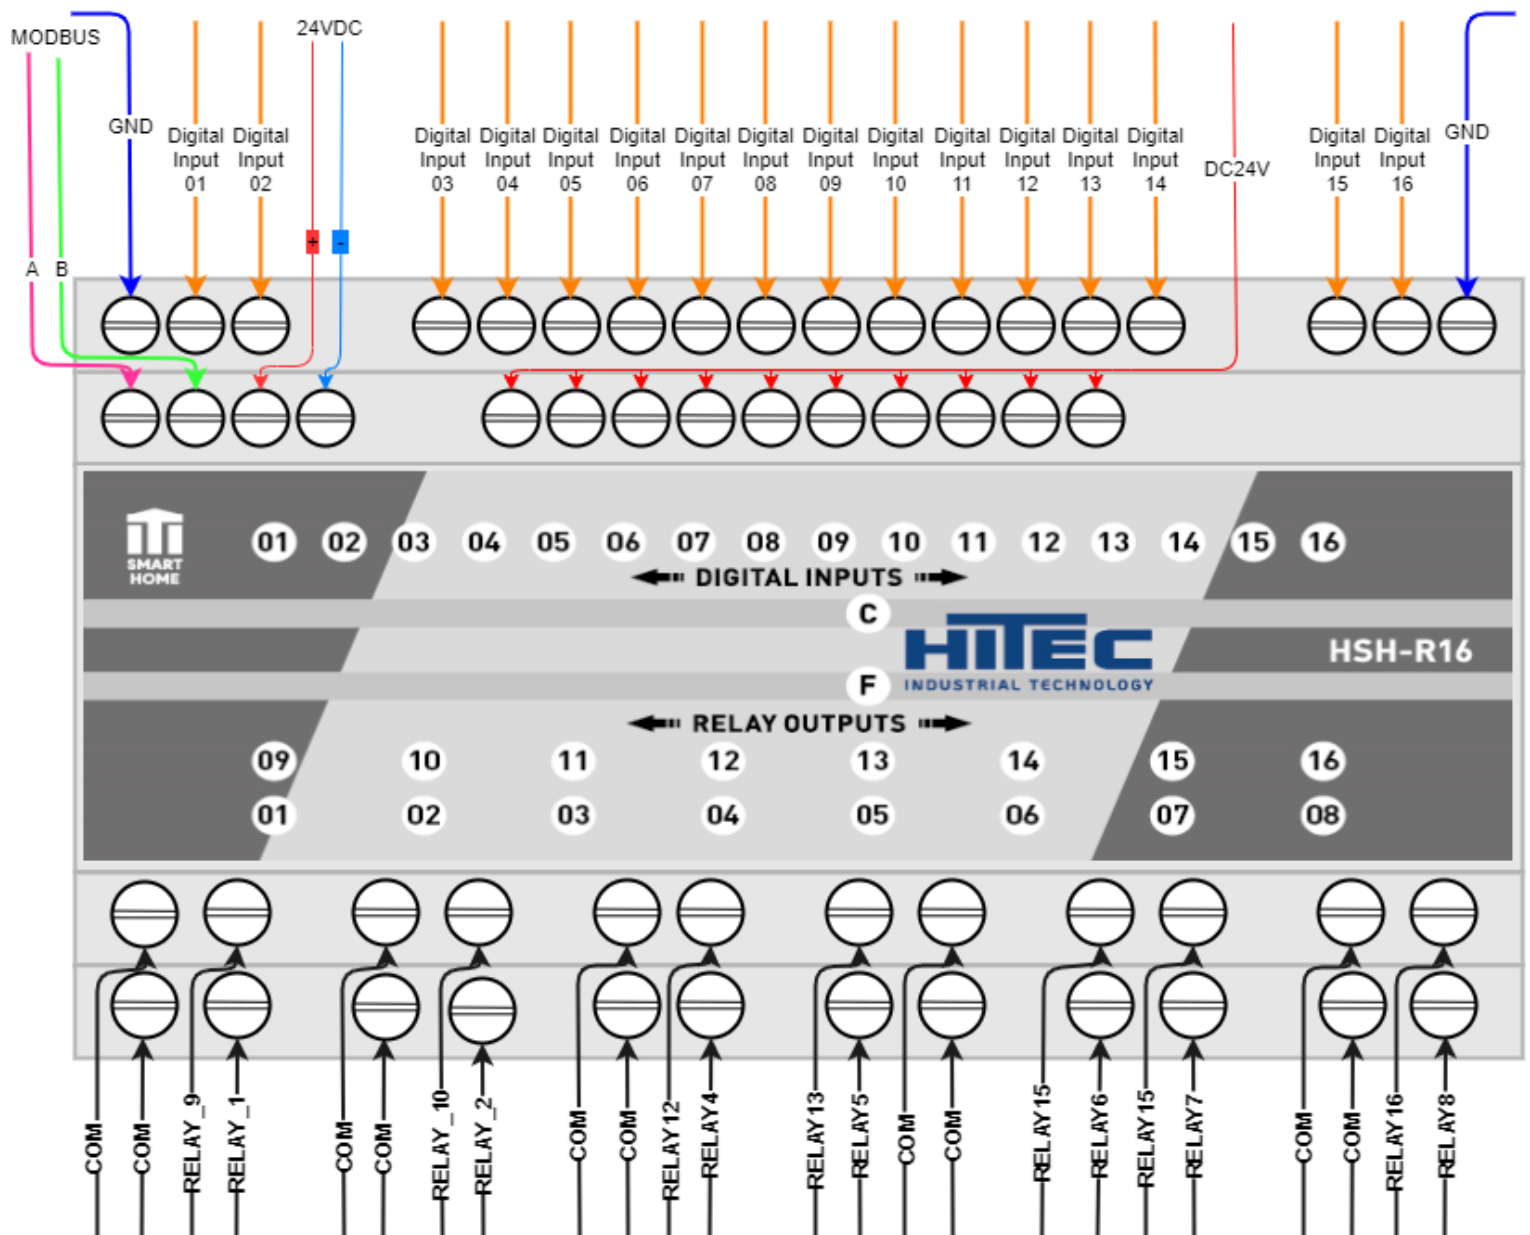 MODBUS
24VDC
GND
Digital Input 01
Digital Input 02
Digital Input 03
Digital Input 04
Digital Input 05
Digital Input 06
Digital Input 07
Digital Input 08
Digital Input 09
Digital Input 10
Digital Input 11
Digital Input 12
Digital Input 13
Digital Input 14
DC24V
Digital Input 15
Digital Input 16
GND
+ -
A B
SMART
HOME
01 02 03 04 05 06 07 08 09 10 11 12 13 14 15 16
DIGITAL INPUTS
C
HITEC
INDUSTRIAL TECHNOLOGY
HSH-R16
F
RELAY OUTPUTS
09 10 11 12 13 14 15 16
01 02 03 04 05 06 07 08
COM
COM
RELAY_9
RELAY_1
COM
COM
RELAY_10
RELAY_2
COM
COM
RELAY12
RELAY4
RELAY13
RELAY5
COM
COM
RELAY15
RELAY6
RELAY15
RELAY7
COM
COM
RELAY16
RELAY8